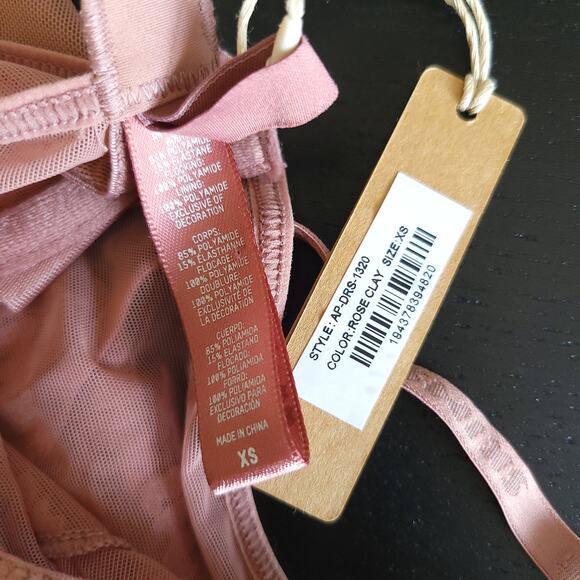 85% POLYAMIDE
15% ELASTANE
FLOCKING:
100% POLYAMIDE
LINING:
100% POLYAMIDE
EXCLUSIVE OF
DECORATION
CORPS:
85% POLYAMIDE
15% ÉLASTHANNE
FLOCAGE:
100% POLYAMIDE
DOUBLURE:
100% POLYAMIDE
EXCLUSIVITÉ DE
LA DÉCORATION
CUERPO:
85% POLIAMIDA
15% ELASTANO
FLOCADO:
100% POLIAMIDA
FORRO:
100% POLIAMIDA
EXCLUSIVO PARA
DECORACIÓN
MADE IN CHINA
XS
STYLE: AP-DRS-1320
COLOR:ROSE CLAY SIZE:XS
194378394820